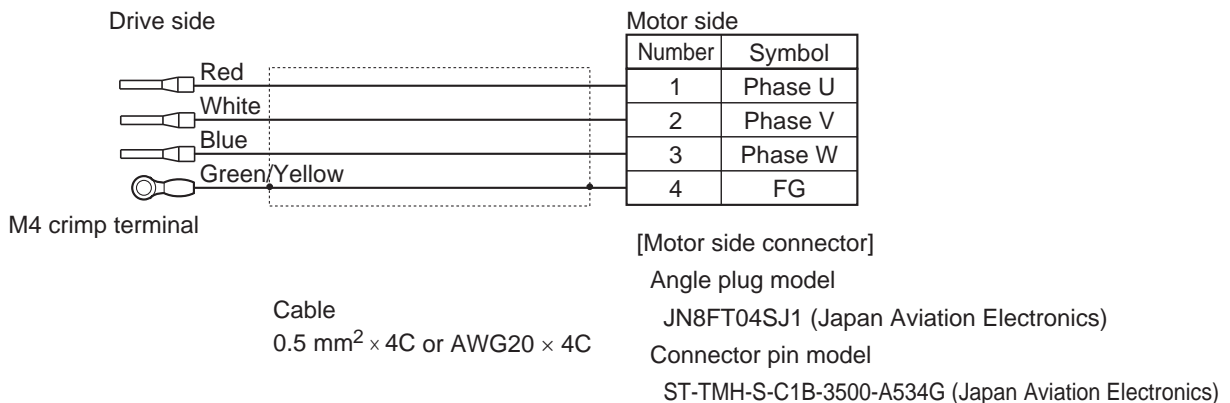 Drive side
Motor side
Number Symbol
Red
1 Phase U
White
2 Phase V
Blue
3 Phase W
Green/Yellow
4 FG
M4 crimp terminal
[Motor side connector]
Angle plug model
JN8FT04SJ1 (Japan Aviation Electronics)
Cable
0.5 mm² × 4C or AWG20 × 4C
Connector pin model
ST-TMH-S-C1B-3500-A534G (Japan Aviation Electronics)